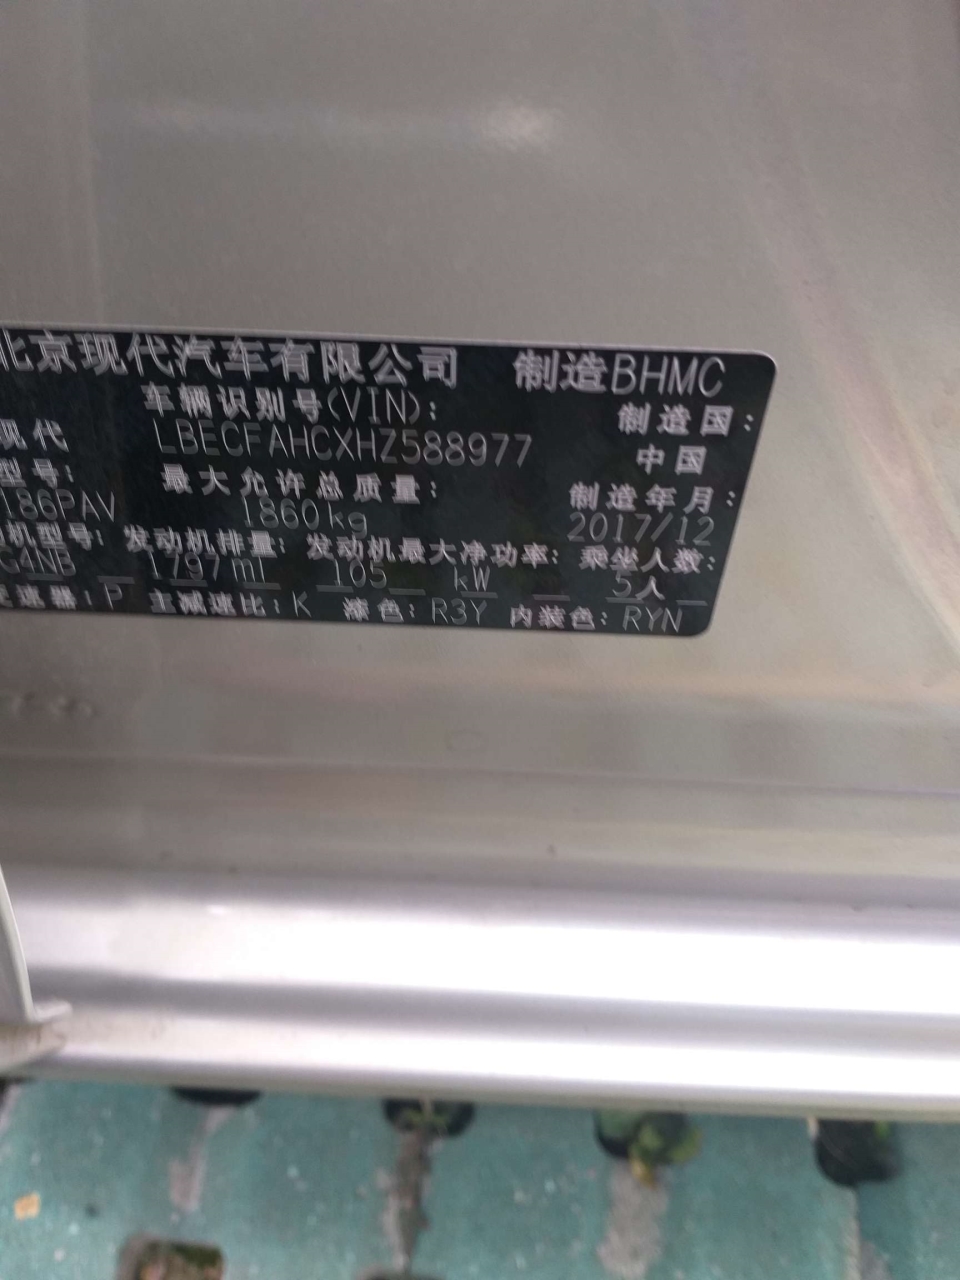 北京现代汽车有限公司 制造BHMC
车辆识别号(VIN): 制造国:
现代 LBECFAHCXHZ588977 中国
型号: 最大允许总质量: 制造年月:
186PAV 1860kg 2017/12
机型号: 发动机排量: 发动机最大净功率: 乘坐人数:
G4NB 1797ml 105 kW 5人
变速器: P 主减速比: K 漆色: R3Y 内装色: RYN